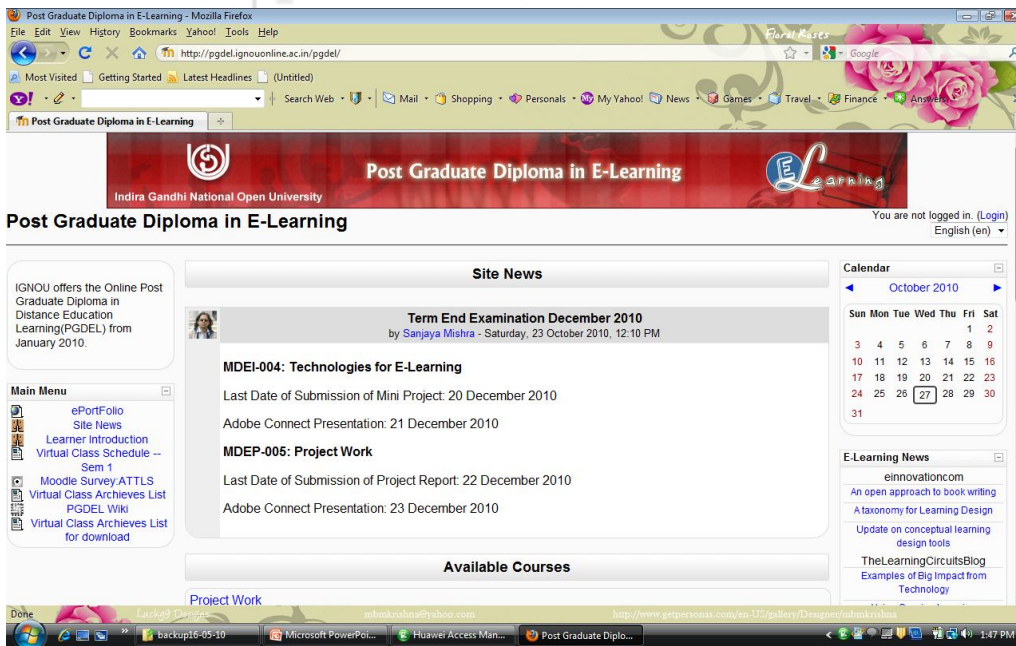 Post Graduate Diploma in E-Learning - Mozilla Firefox
File Edit View History Bookmarks Yahoo! Tools Help
Floral Roses
http://pgdel.ignouonline.ac.in/pgdel/
Google
Most Visited Getting Started Latest Headlines (Untitled)
Y! Search Web Mail Shopping Personals My Yahoo! News Games Travel Finance Answers
Post Graduate Diploma in E-Learning
Indira Gandhi National Open University
Post Graduate Diploma in E-Learning
E Learning
Post Graduate Diploma in E-Learning
You are not logged in. (Login)
English (en)
IGNOU offers the Online Post
Graduate Diploma in
Distance Education
Learning(PGDEL) from
January 2010.
Main Menu
ePortFolio
Site News
Learner Introduction
Virtual Class Schedule --
Sem 1
Moodle Survey:ATTLS
Virtual Class Archieves List
PGDEL Wiki
Virtual Class Archieves List
for download
Site News
Term End Examination December 2010
by Sanjaya Mishra - Saturday, 23 October 2010, 12:10 PM
MDEI-004: Technologies for E-Learning
Last Date of Submission of Mini Project: 20 December 2010
Adobe Connect Presentation: 21 December 2010
MDEP-005: Project Work
Last Date of Submission of Project Report: 22 December 2010
Adobe Connect Presentation: 23 December 2010
Available Courses
Project Work
Calendar
October 2010
Sun Mon Tue Wed Thu Fri Sat
1 2
3 4 5 6 7 8 9
10 11 12 13 14 15 16
17 18 19 20 21 22 23
24 25 26 27 28 29 30
31
E-Learning News
einnovationcom
An open approach to book writing
A taxonomy for Learning Design
Update on conceptual learning
design tools
TheLearningCircuitsBlog
Examples of Big Impact from
Technology
Done
mbmkrishna@yahoo.com
http://www.getpersonas.com/en-US/gallery/Designer/mbmkrishna
backup16-05-10 Microsoft PowerPoi... Huawei Access Man... Post Graduate Diplo...
1:47 PM